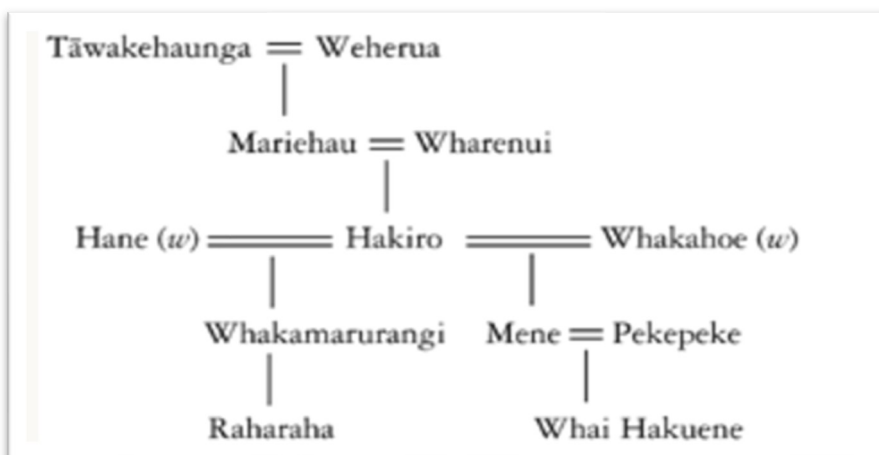 Tāwakehaunga = Weherua
Mariehau = Wharenui
Hane (w) = Hakiro = Whakahoe (w)
Whakamarurangi Mene = Pekepeke
Raharaha Whai Hakuene